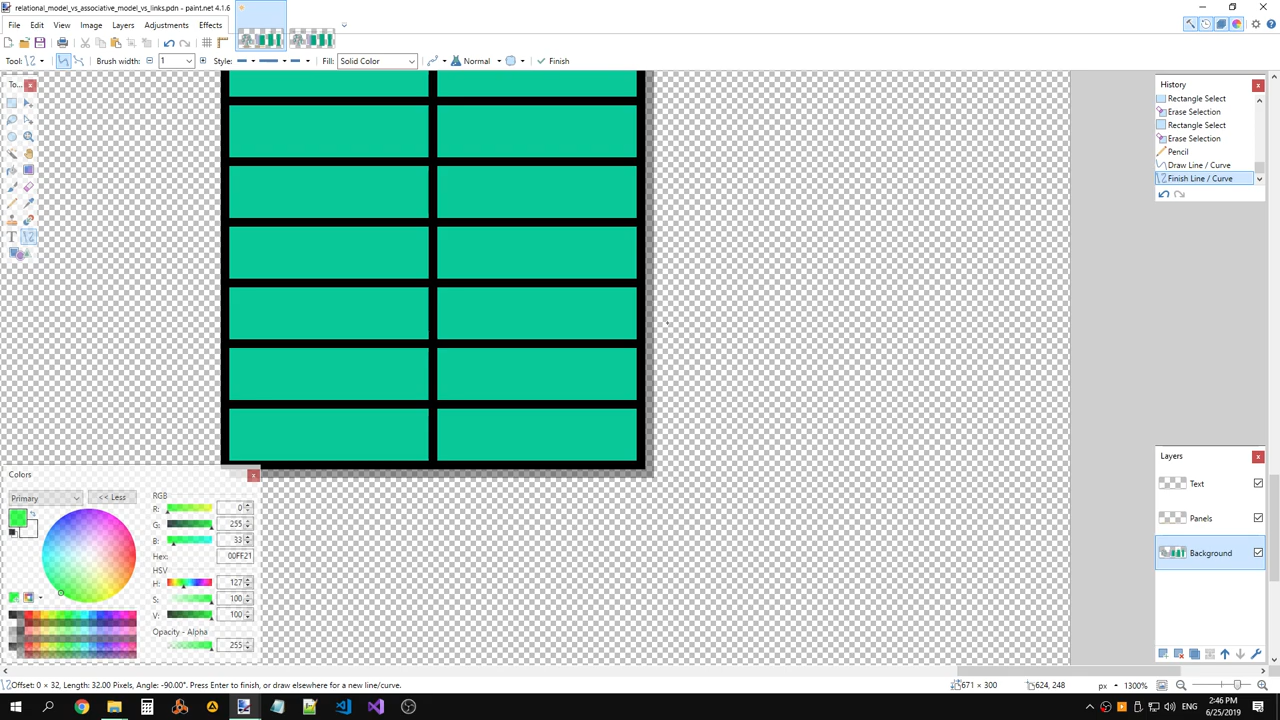 relational_model_vs_associative_model_vs_links.pdn - paint.net 4.1.6
File Edit View Image Layers Adjustments Effects
Tool: Brush width: 1 Style: Fill: Solid Color Normal Finish
To...
History
Rectangle Select
Erase Selection
Rectangle Select
Erase Selection
Pencil
Draw Line / Curve
Finish Line / Curve
Colors
Primary << Less
RGB
R: 0
G: 255
B: 33
Hex: 00FF21
HSV
H: 127
S: 100
V: 100
Opacity - Alpha
255
Layers
Text
Panels
Background
Offset: 0 × 32, Length: 32.00 Pixels, Angle: -90.00°. Press Enter to finish, or draw elsewhere for a new line/curve. 671 × 300 624, 248 px 1300%
ENG 2:46 PM
6/25/2019